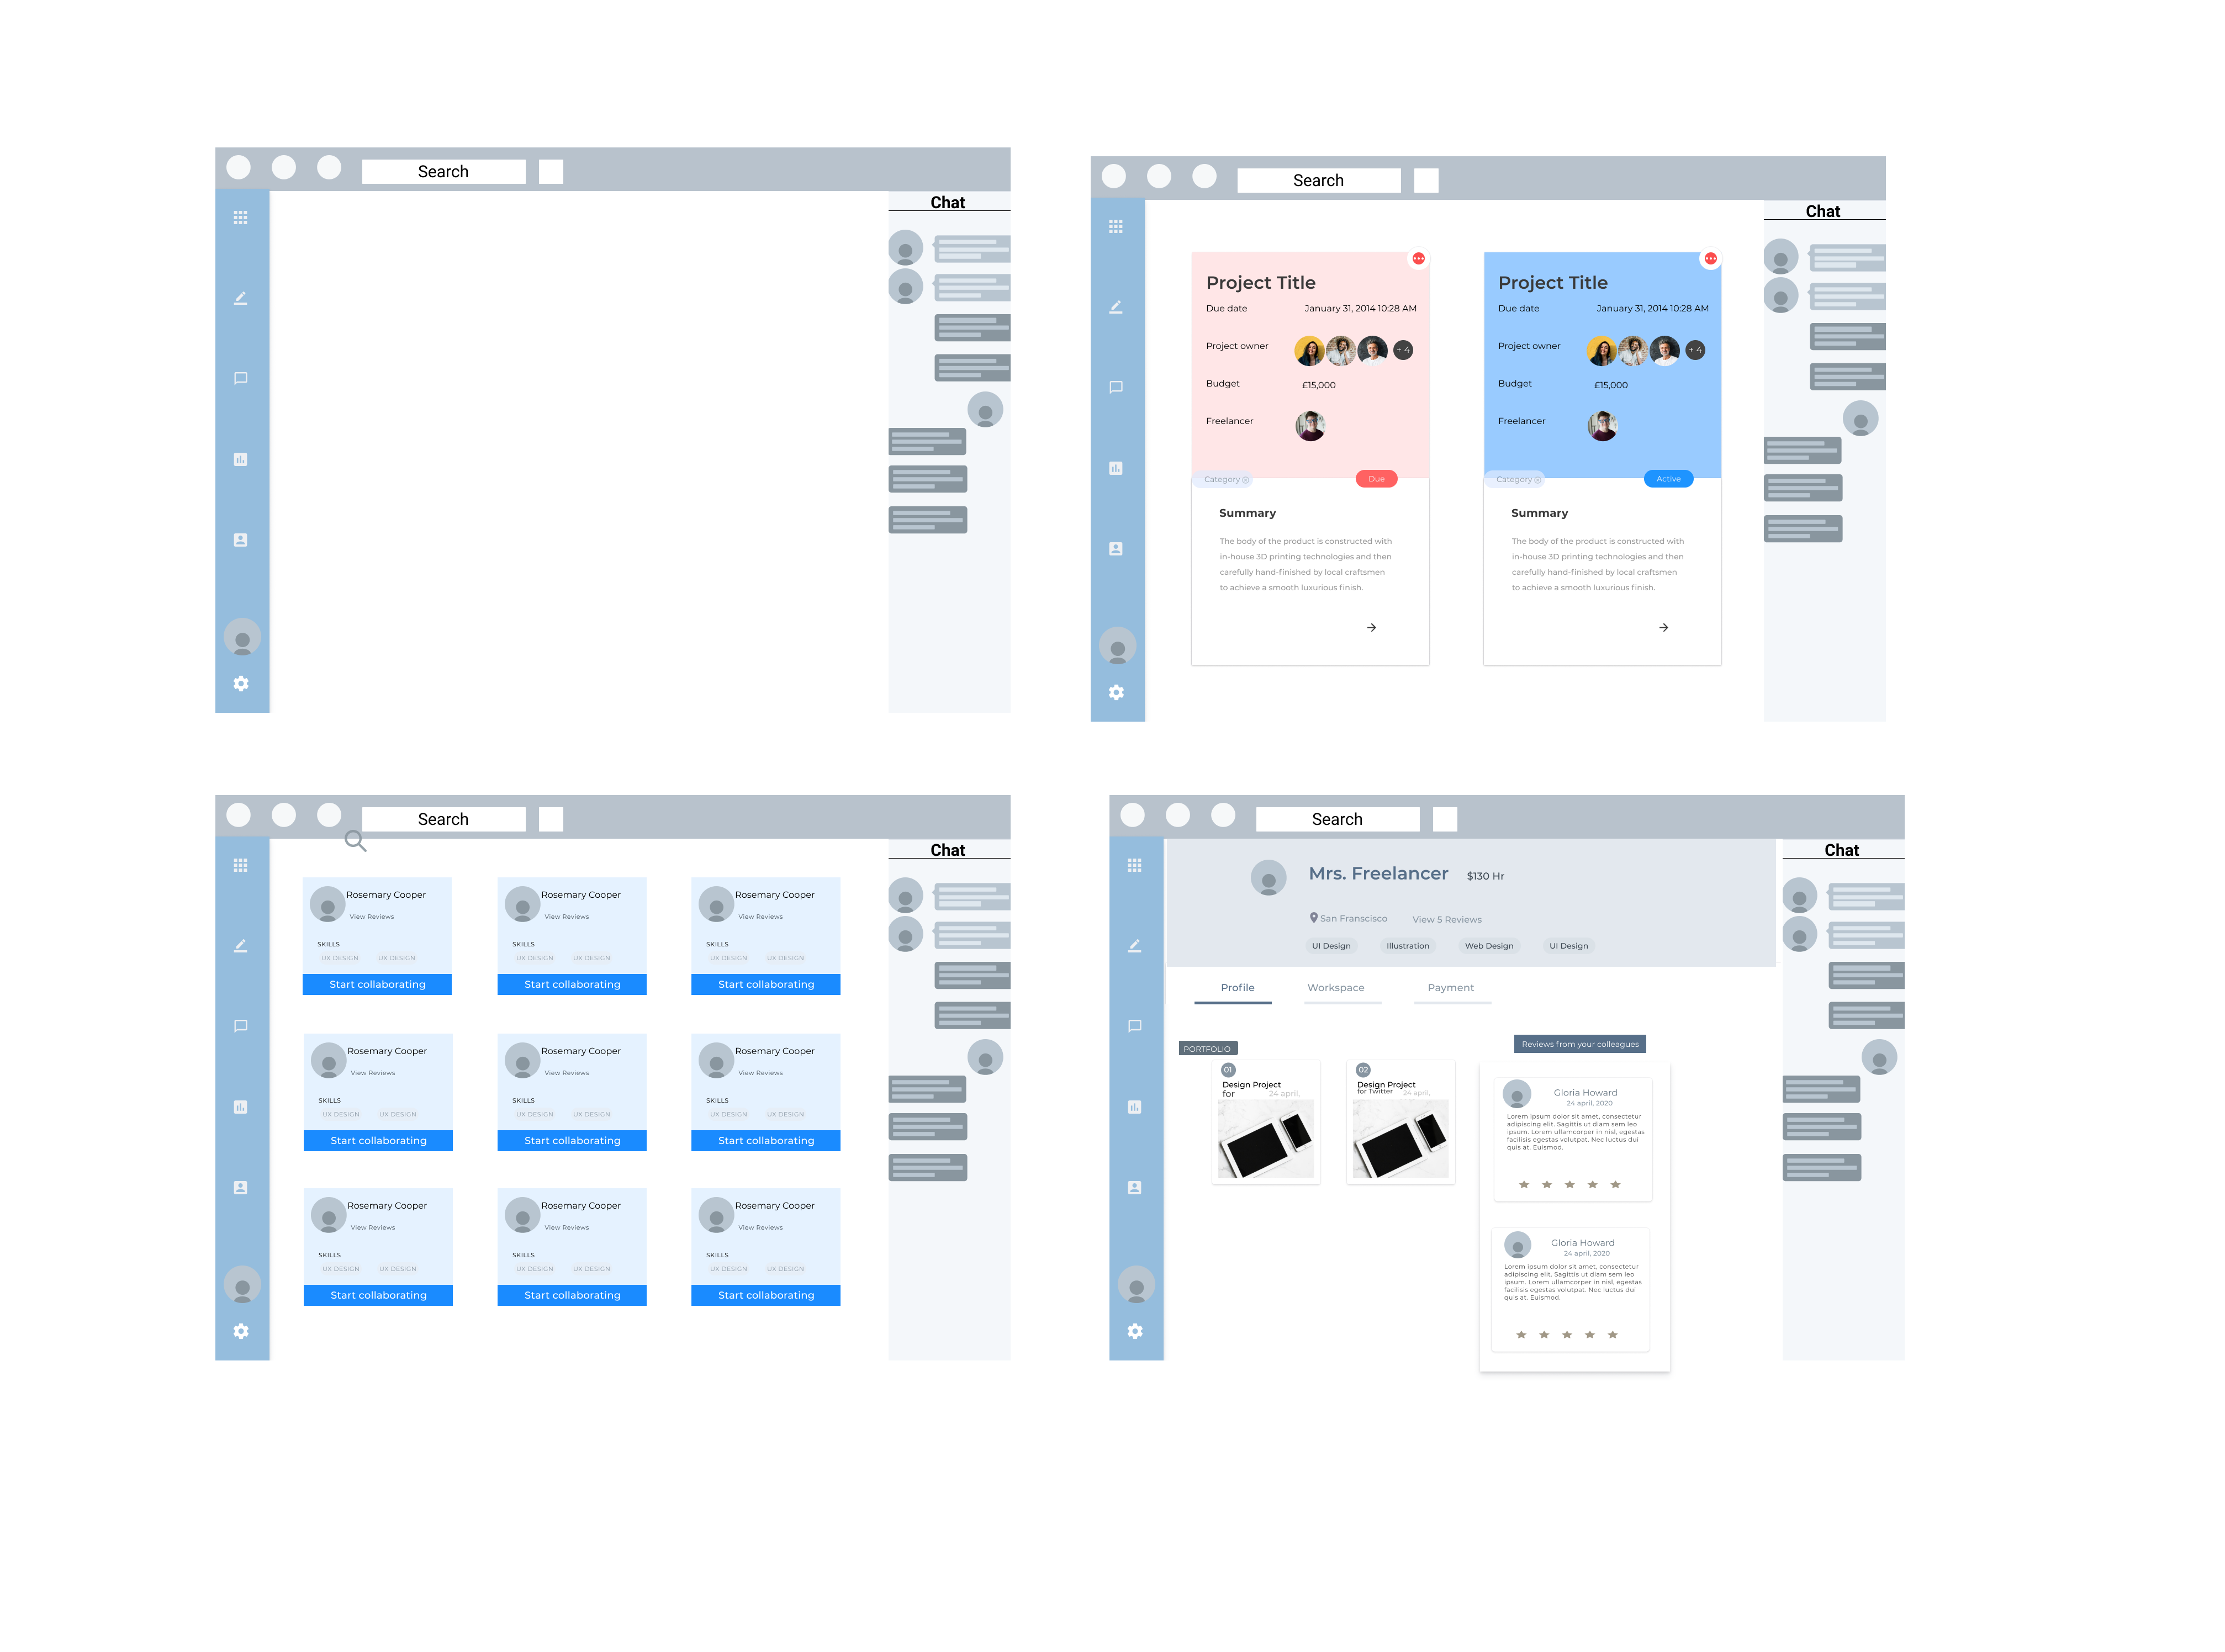 Search
Chat
Search
Chat
Project Title
Due date
January 31, 2014 10:28 AM
Project owner
+ 4
Budget
£15,000
Freelancer
Category
Due
Summary
The body of the product is constructed with
in-house 3D printing technologies and then
carefully hand-finished by local craftsmen
to achieve a smooth luxurious finish.
Project Title
Due date
January 31, 2014 10:28 AM
Project owner
+ 4
Budget
£15,000
Freelancer
Category
Active
Summary
The body of the product is constructed with
in-house 3D printing technologies and then
carefully hand-finished by local craftsmen
to achieve a smooth luxurious finish.
Search
Chat
Rosemary Cooper
View Reviews
SKILLS
UX DESIGN UX DESIGN
Start collaborating
Rosemary Cooper
View Reviews
SKILLS
UX DESIGN UX DESIGN
Start collaborating
Rosemary Cooper
View Reviews
SKILLS
UX DESIGN UX DESIGN
Start collaborating
Rosemary Cooper
View Reviews
SKILLS
UX DESIGN UX DESIGN
Start collaborating
Rosemary Cooper
View Reviews
SKILLS
UX DESIGN UX DESIGN
Start collaborating
Rosemary Cooper
View Reviews
SKILLS
UX DESIGN UX DESIGN
Start collaborating
Rosemary Cooper
View Reviews
SKILLS
UX DESIGN UX DESIGN
Start collaborating
Rosemary Cooper
View Reviews
SKILLS
UX DESIGN UX DESIGN
Start collaborating
Rosemary Cooper
View Reviews
SKILLS
UX DESIGN UX DESIGN
Start collaborating
Search
Chat
Mrs. Freelancer $130 Hr
San Franscisco View 5 Reviews
UI Design Illustration Web Design UI Design
Profile Workspace Payment
PORTFOLIO
01
Design Project
for 24 april,
02
Design Project
for Twitter 24 april,
Reviews from your colleagues
Gloria Howard
24 april, 2020
Lorem ipsum dolor sit amet, consectetur
adipiscing elit. Sagittis ut diam sem leo
ipsum. Lorem ullamcorper in nisl, egestas
facilisis egestas volutpat. Nec luctus dui
quis at. Euismod.
Gloria Howard
24 april, 2020
Lorem ipsum dolor sit amet, consectetur
adipiscing elit. Sagittis ut diam sem leo
ipsum. Lorem ullamcorper in nisl, egestas
facilisis egestas volutpat. Nec luctus dui
quis at. Euismod.